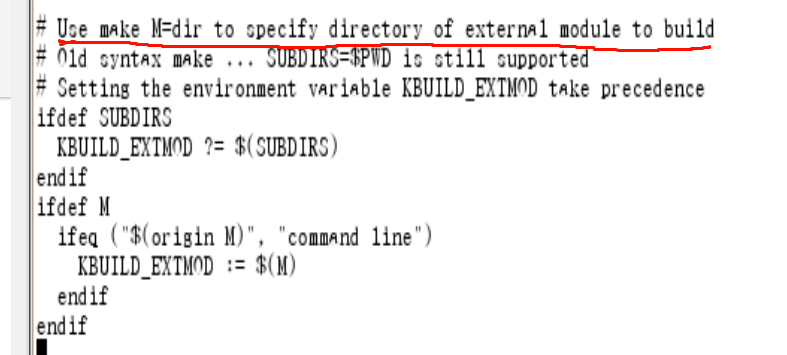 # Use make M=dir to specify directory of external module to build
# Old syntax make ... SUBDIRS=$PWD is still supported
# Setting the environment variable KBUILD_EXTMOD take precedence
ifdef SUBDIRS
  KBUILD_EXTMOD ?= $(SUBDIRS)
endif
ifdef M
  ifeq ("$(origin M)", "command line")
    KBUILD_EXTMOD := $(M)
  endif
endif